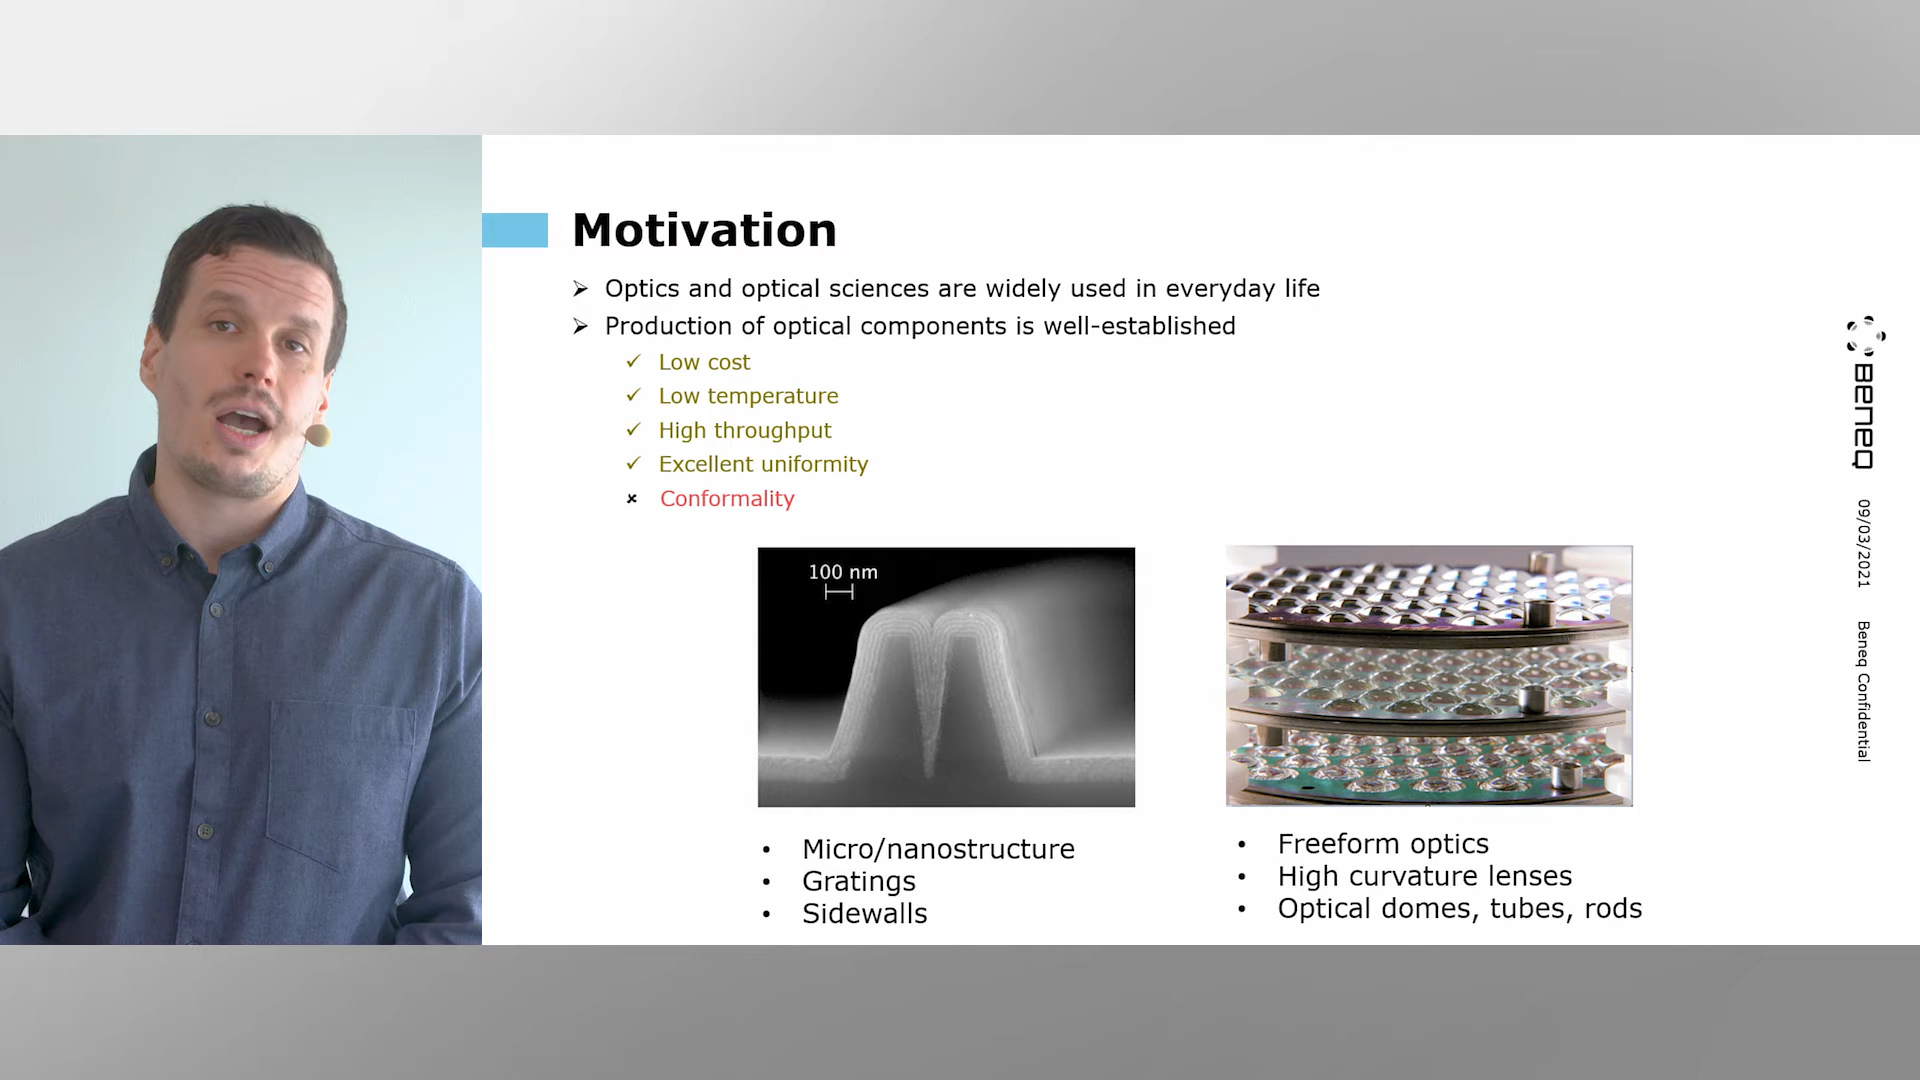 Motivation
Optics and optical sciences are widely used in everyday life
Production of optical components is well-established
Low cost
Low temperature
High throughput
Excellent uniformity
Conformality
100 nm
Micro/nanostructure
Gratings
Sidewalls
Freeform optics
High curvature lenses
Optical domes, tubes, rods
Beneq
09/03/2021
Beneq Confidential